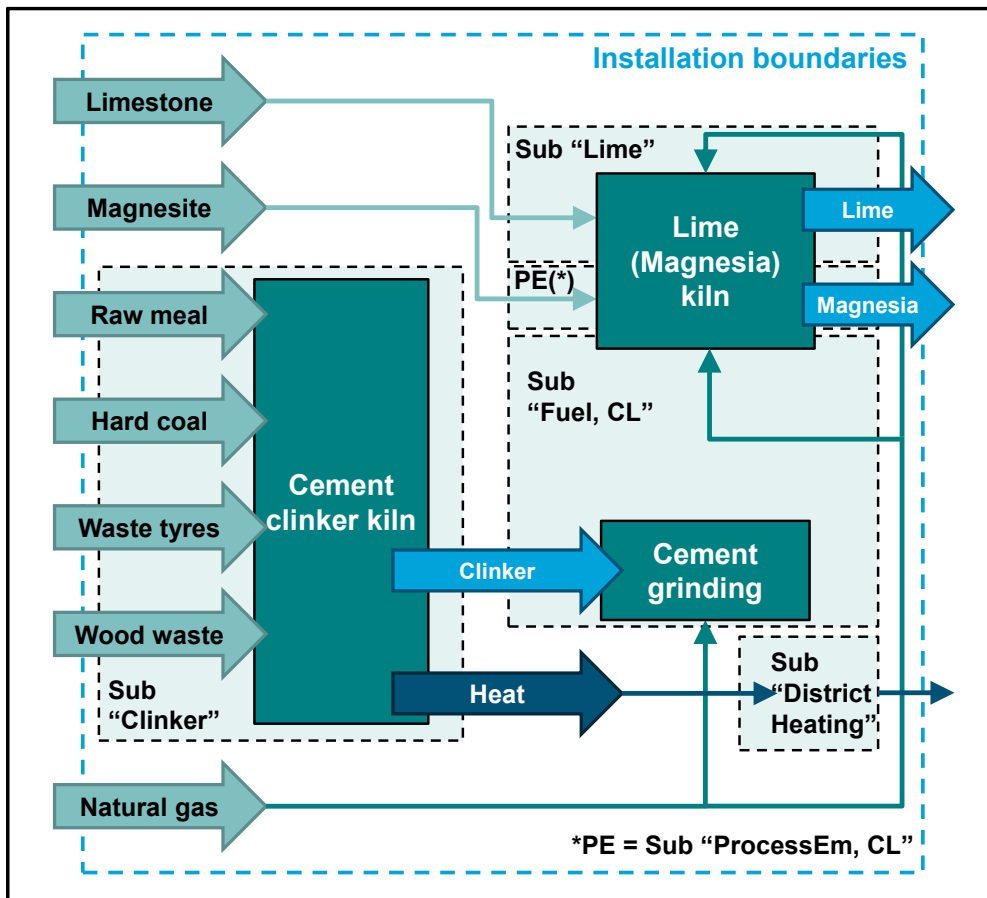 Installation boundaries
Limestone
Sub “Lime”
Magnesite
Lime
(Magnesia)
kiln
Lime
PE(*)
Magnesia
Raw meal
Hard coal
Waste tyres
Wood waste
Cement
clinker kiln
Sub
“Clinker”
Sub
“Fuel, CL”
Clinker
Cement
grinding
Heat
Sub
“District
Heating”
Natural gas
*PE = Sub “ProcessEm, CL”